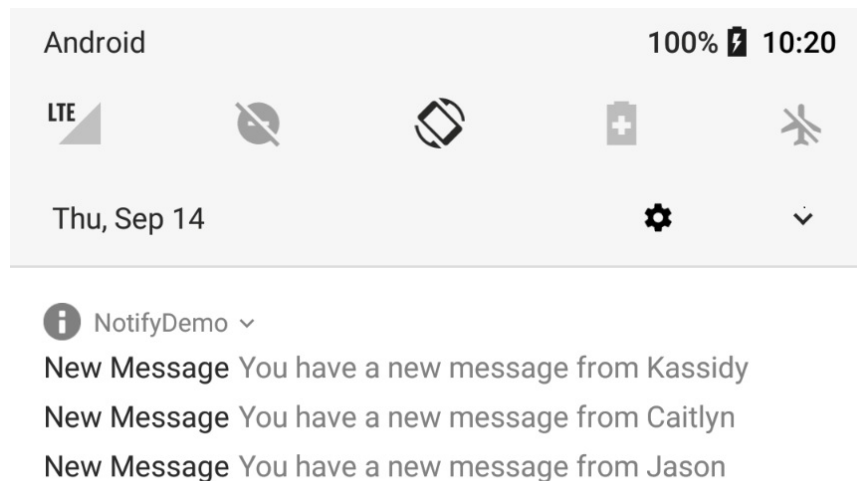 Android 100% 10:20
LTE
Thu, Sep 14
NotifyDemo
New Message You have a new message from Kassidy
New Message You have a new message from Caitlyn
New Message You have a new message from Jason